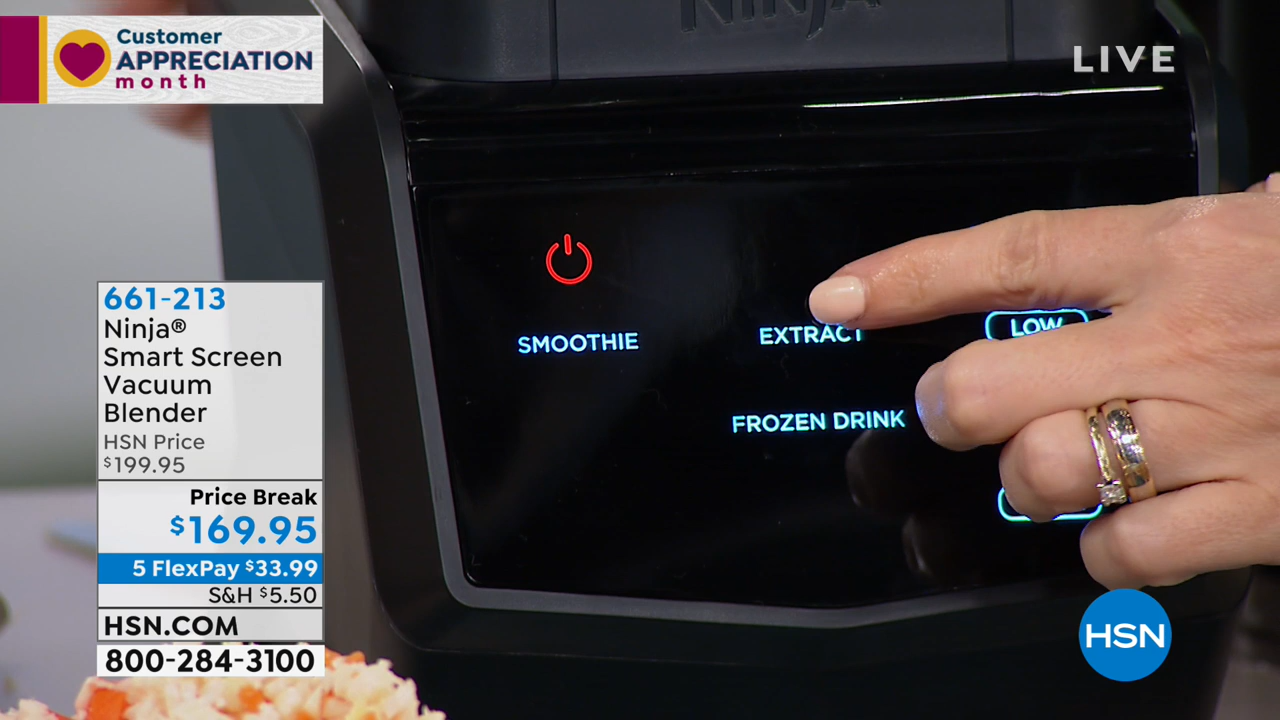 Customer
APPRECIATION
month
NINJA
LIVE
661-213
Ninja®
Smart Screen
Vacuum
Blender
HSN Price
$199.95
Price Break
$169.95
5 FlexPay $33.99
S&H $5.50
HSN.COM
800-284-3100
SMOOTHIE
EXTRACT
LOW
FROZEN DRINK
HSN